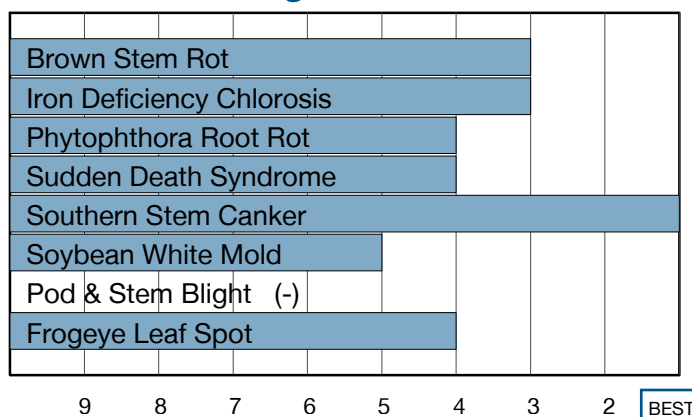 Brown Stem Rot
Iron Deficiency Chlorosis
Phytophthora Root Rot
Sudden Death Syndrome
Southern Stem Canker
Soybean White Mold
Pod & Stem Blight (-)
Frogeye Leaf Spot
9 8 7 6 5 4 3 2 BEST